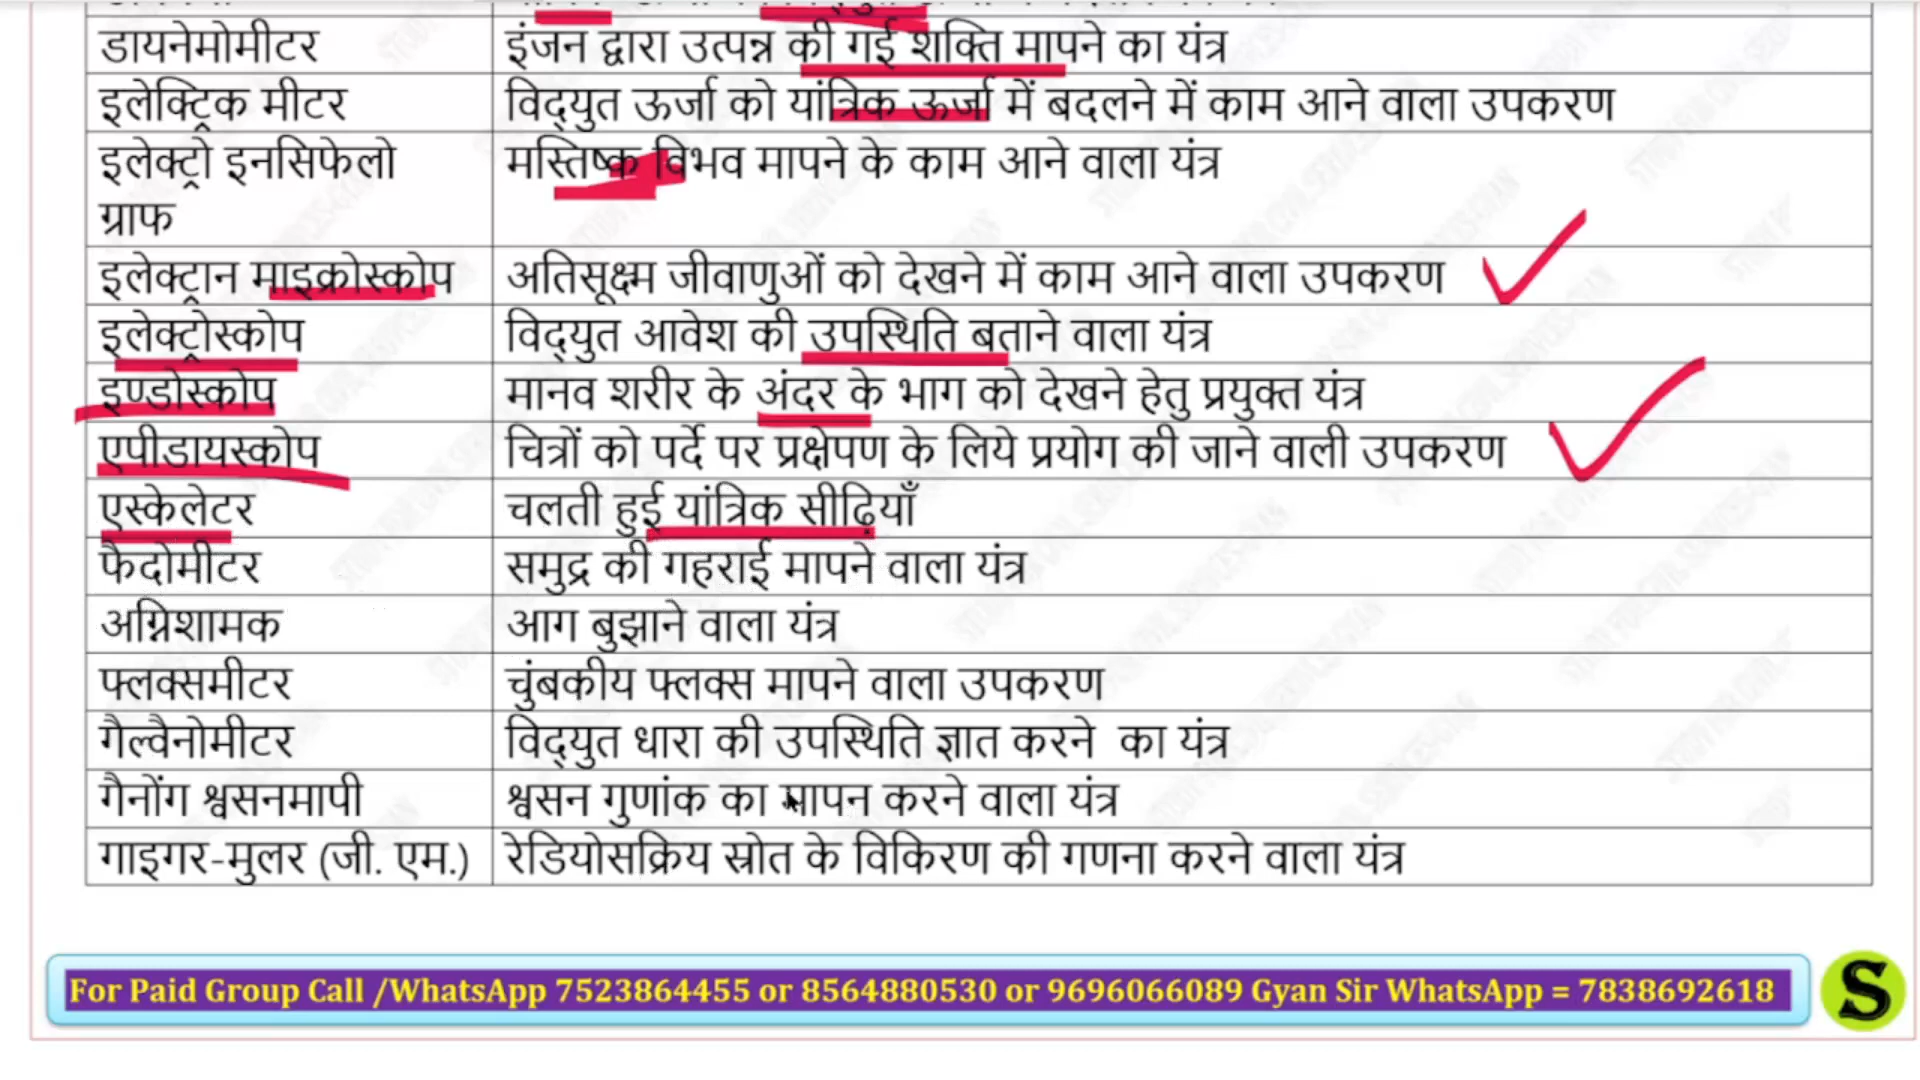 डायनेमोमीटर इंजन द्वारा उत्पन्न की गई शक्ति मापने का यंत्र
इलेक्ट्रिक मीटर विद्युत ऊर्जा को यांत्रिक ऊर्जा में बदलने में काम आने वाला उपकरण
इलेक्ट्रो इनसिफेलो मस्तिष्क विभव मापने के काम आने वाला यंत्र
ग्राफ
इलेक्ट्रान माइक्रोस्कोप अतिसूक्ष्म जीवाणुओं को देखने में काम आने वाला उपकरण
इलेक्ट्रोस्कोप विद्युत आवेश की उपस्थिति बताने वाला यंत्र
इण्डोस्कोप मानव शरीर के अंदर के भाग को देखने हेतु प्रयुक्त यंत्र
एपीडायस्कोप चित्रों को पर्दे पर प्रक्षेपण के लिये प्रयोग की जाने वाली उपकरण
एस्केलेटर चलती हुई यांत्रिक सीढ़ियाँ
फैदोमीटर समुद्र की गहराई मापने वाला यंत्र
अग्निशामक आग बुझाने वाला यंत्र
फ्लक्समीटर चुंबकीय फ्लक्स मापने वाला उपकरण
गैल्वैनोमीटर विद्युत धारा की उपस्थिति ज्ञात करने का यंत्र
गैनोंग श्वसनमापी श्वसन गुणांक का मापन करने वाला यंत्र
गाइगर-मुलर (जी. एम.) रेडियोसक्रिय स्रोत के विकिरण की गणना करने वाला यंत्र
For Paid Group Call /WhatsApp 7523864455 or 8564880530 or 9696066089 Gyan Sir WhatsApp = 7838692618
S